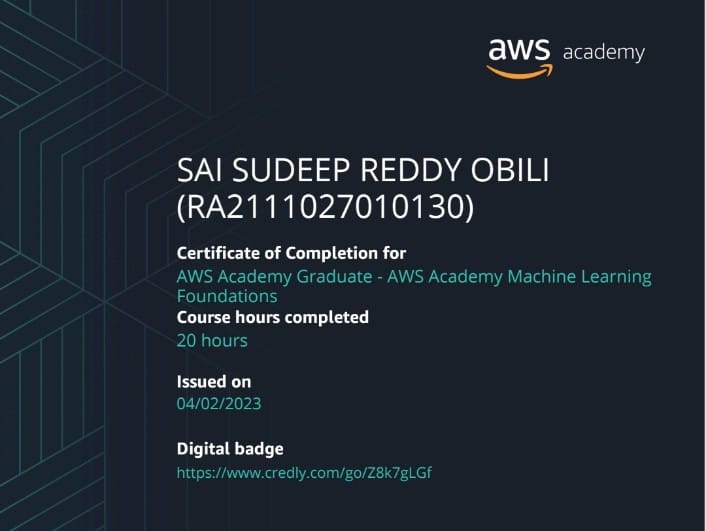 aws academy
SAI SUDEEP REDDY OBILI
(RA2111027010130)
Certificate of Completion for
AWS Academy Graduate - AWS Academy Machine Learning
Foundations
Course hours completed
20 hours
Issued on
04/02/2023
Digital badge
https://www.credly.com/go/Z8k7gLGf